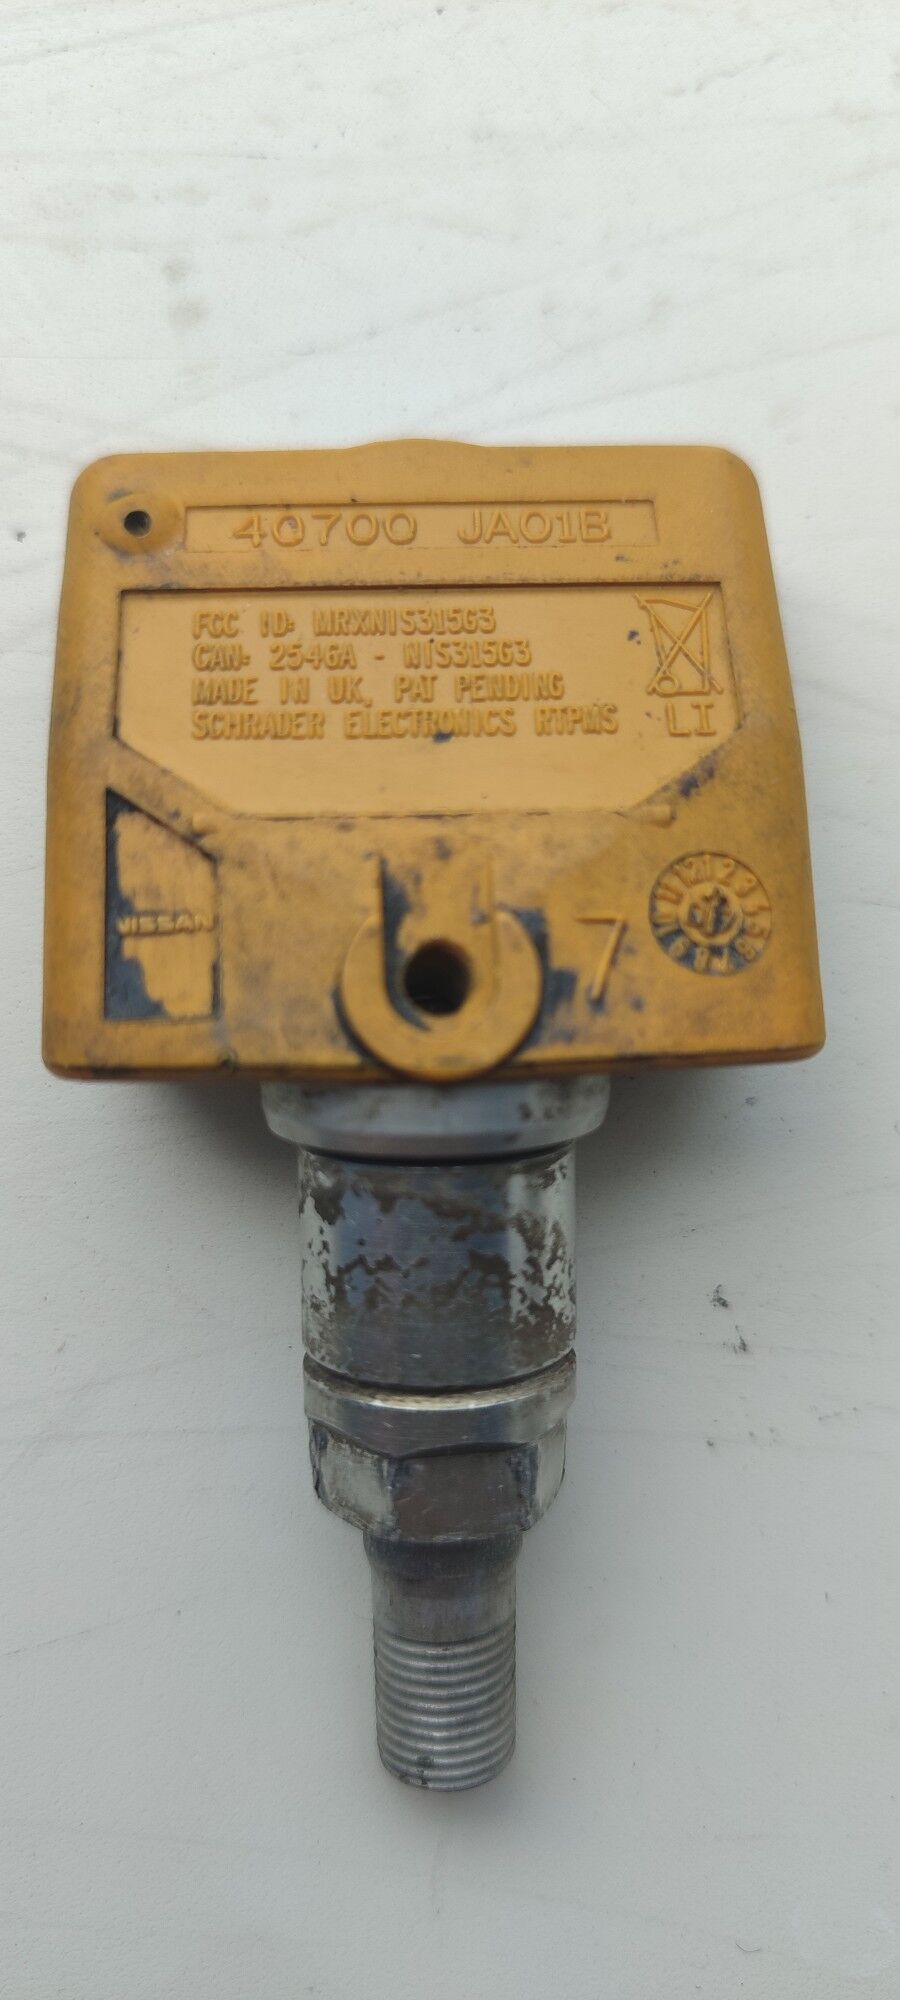 40700 JA01B
FCC ID: MRXNIS315G3
CAN: 2546A - NIS315G3
MADE IN UK, PAT PENDING
SCHRADER ELECTRONICS RTPMS
LI
NISSAN
7